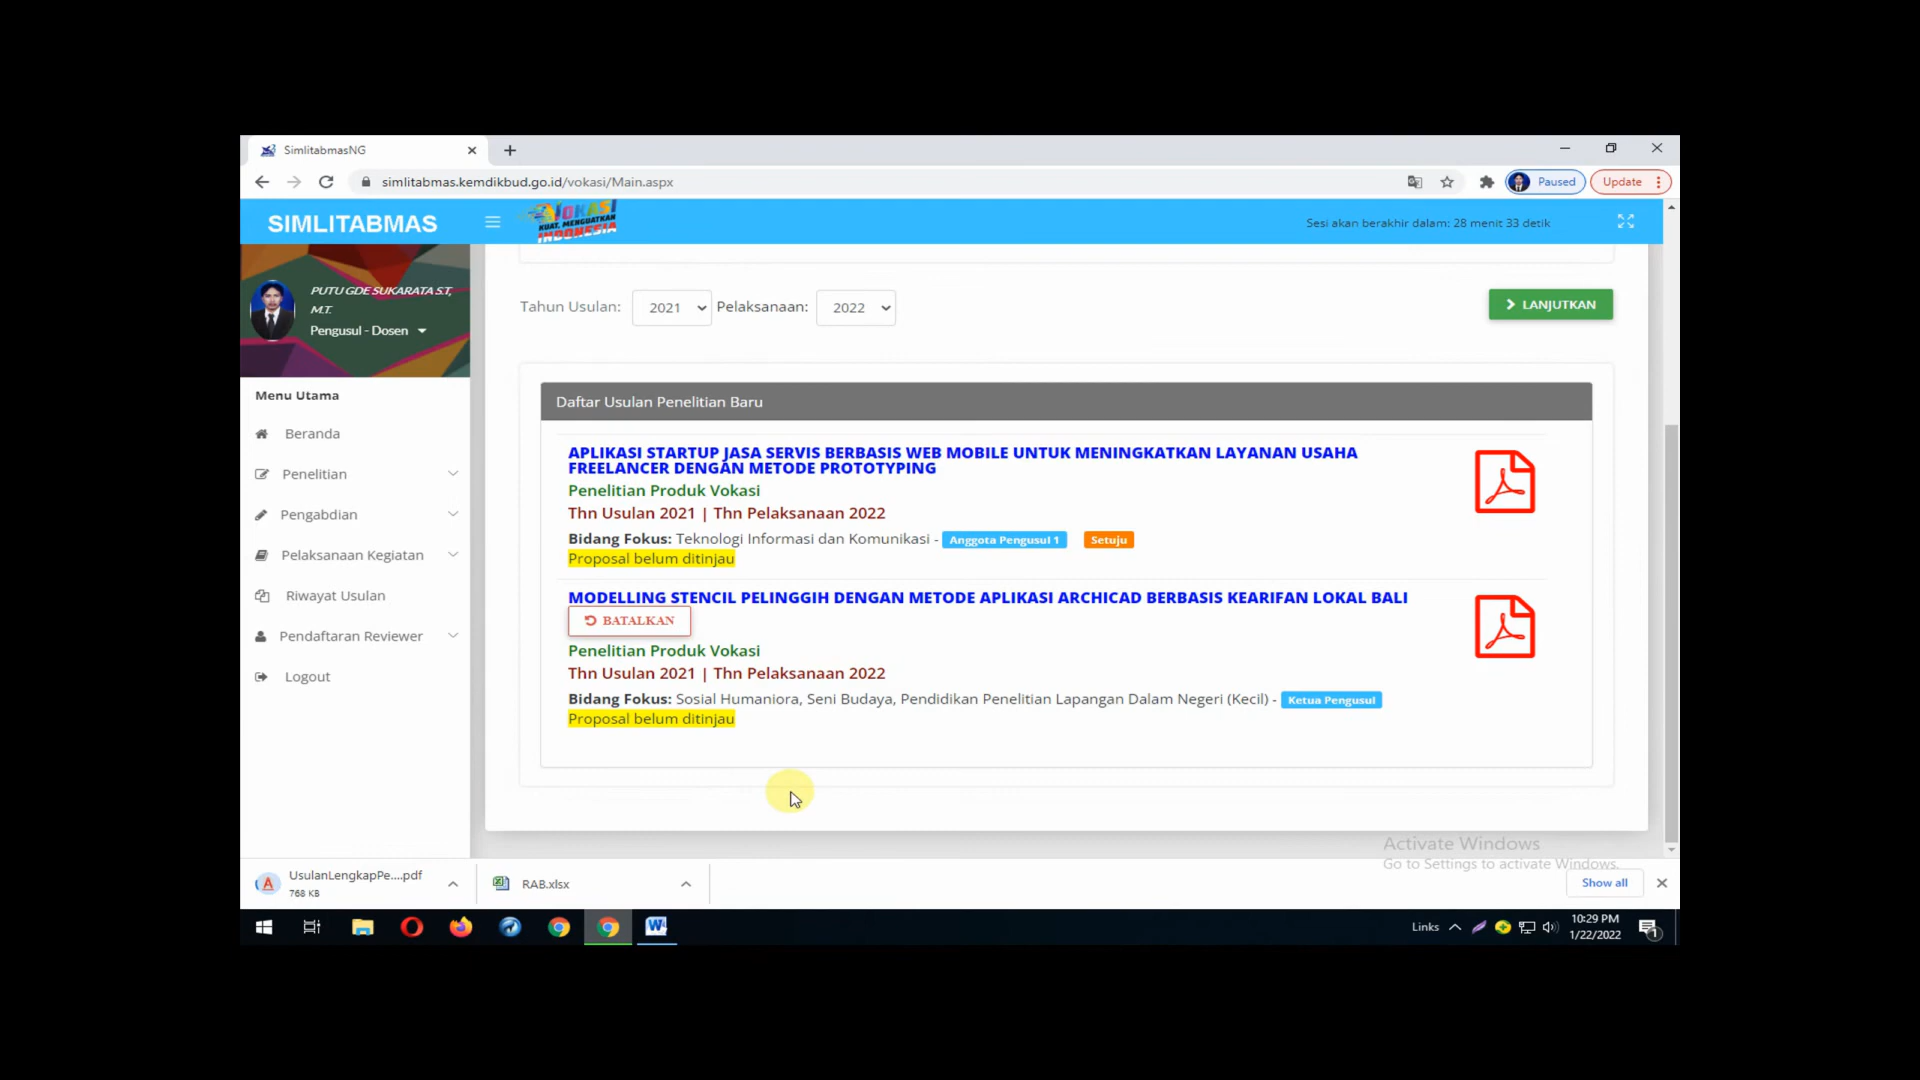 SimlitabmasNG
simlitabmas.kemdikbud.go.id/vokasi/Main.aspx
Paused
Update
SIMLITABMAS
VOKASI
KUAT, MENGUATKAN
INDONESIA
Sesi akan berakhir dalam: 28 menit 33 detik
PUTU GDE SUKARATA S.T,
M.T.
Pengusul - Dosen
Menu Utama
Beranda
Penelitian
Pengabdian
Pelaksanaan Kegiatan
Riwayat Usulan
Pendaftaran Reviewer
Logout
Tahun Usulan: 2021 Pelaksanaan: 2022
LANJUTKAN
Daftar Usulan Penelitian Baru
APLIKASI STARTUP JASA SERVIS BERBASIS WEB MOBILE UNTUK MENINGKATKAN LAYANAN USAHA
FREELANCER DENGAN METODE PROTOTYPING
Penelitian Produk Vokasi
Thn Usulan 2021 | Thn Pelaksanaan 2022
Bidang Fokus: Teknologi Informasi dan Komunikasi - Anggota Pengusul 1 Setuju
Proposal belum ditinjau
MODELLING STENCIL PELINGGIH DENGAN METODE APLIKASI ARCHICAD BERBASIS KEARIFAN LOKAL BALI
BATALKAN
Penelitian Produk Vokasi
Thn Usulan 2021 | Thn Pelaksanaan 2022
Bidang Fokus: Sosial Humaniora, Seni Budaya, Pendidikan Penelitian Lapangan Dalam Negeri (Kecil) - Ketua Pengusul
Proposal belum ditinjau
Activate Windows
Go to Settings to activate Windows.
UsulanLengkapPe....pdf
768 KB
RAB.xlsx
Show all
Links
10:29 PM
1/22/2022
1